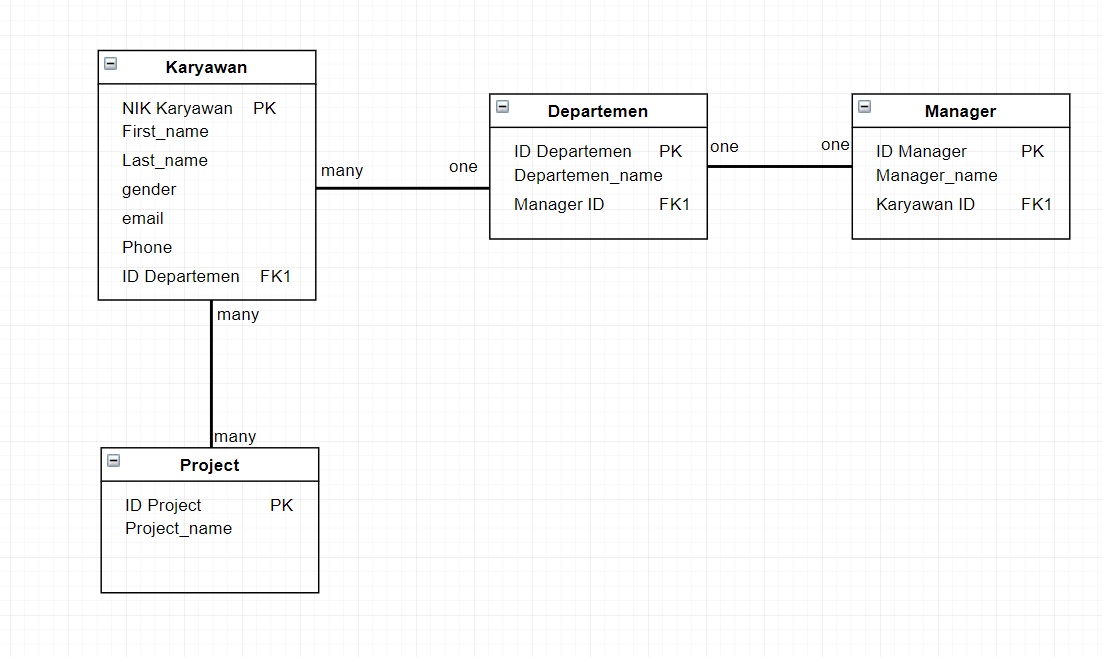 Karyawan
NIK Karyawan PK
First_name
Last_name
gender
email
Phone
ID Departemen FK1
many one
Departemen
ID Departemen PK
Departemen_name
Manager ID FK1
one one
Manager
ID Manager PK
Manager_name
Karyawan ID FK1
many
many
Project
ID Project PK
Project_name